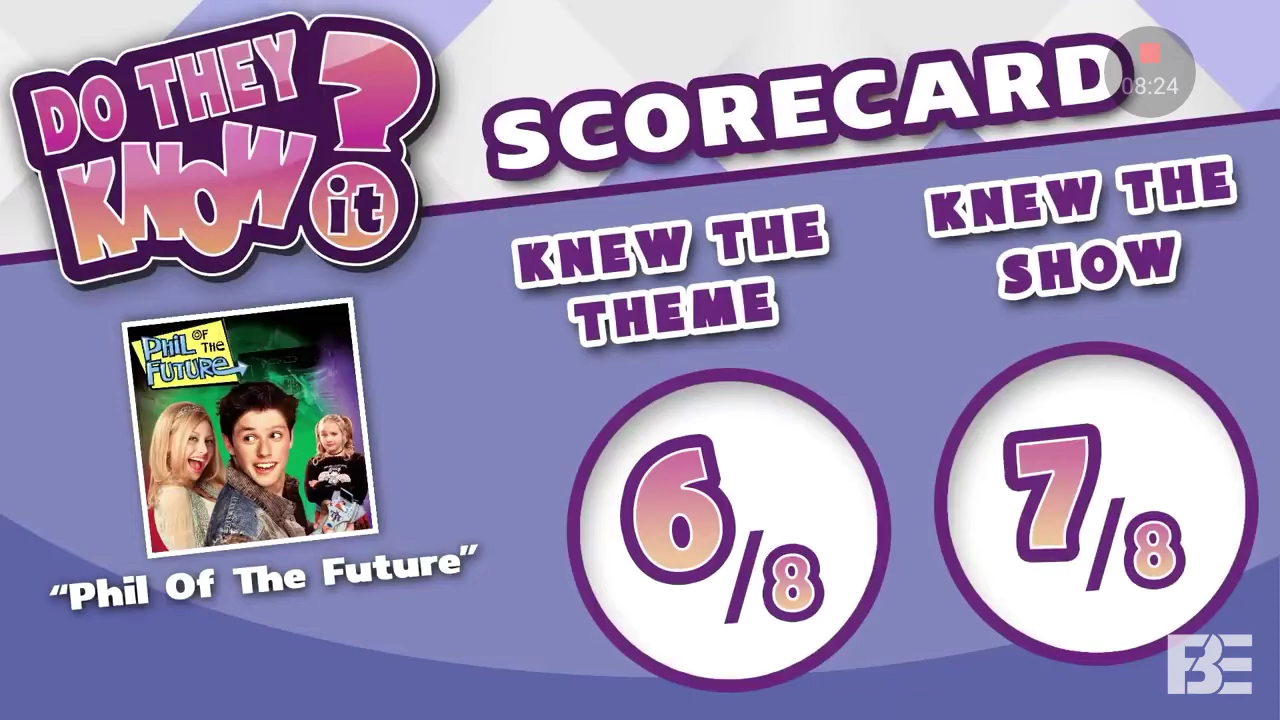 DO THEY
KNOW it?
SCORECARD
08:24
KNEW THE
THEME
KNEW THE
SHOW
PHiL OF THE
FUTURE
6/8
7/8
"Phil Of The Future"
FBE